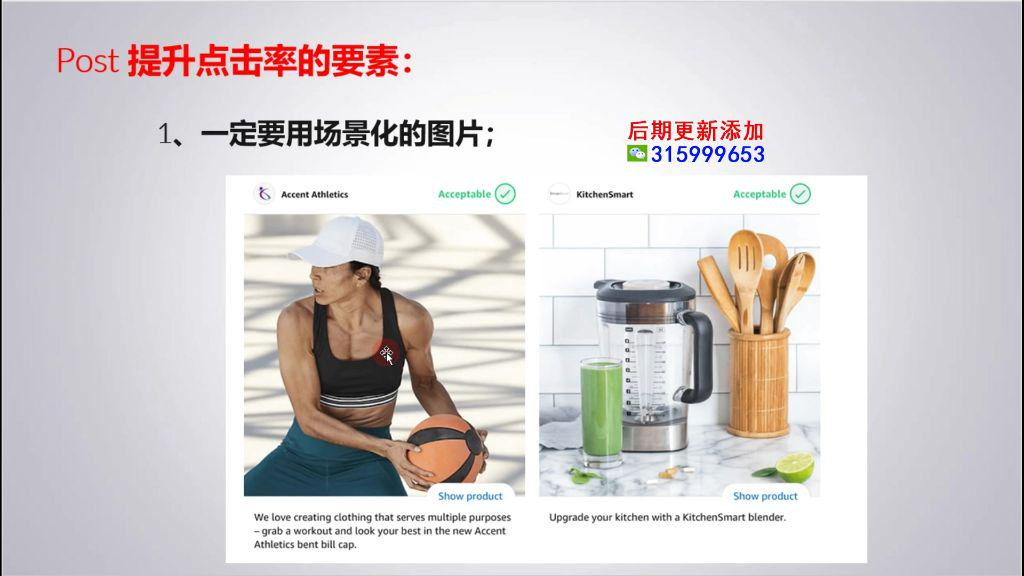 Post 提升点击率的要素：
1、一定要用场景化的图片；
后期更新添加
315999653
Accent Athletics
Acceptable
KitchenSmart
Acceptable
Show product
Show product
We love creating clothing that serves multiple purposes
– grab a workout and look your best in the new Accent
Athletics bent bill cap.
Upgrade your kitchen with a KitchenSmart blender.